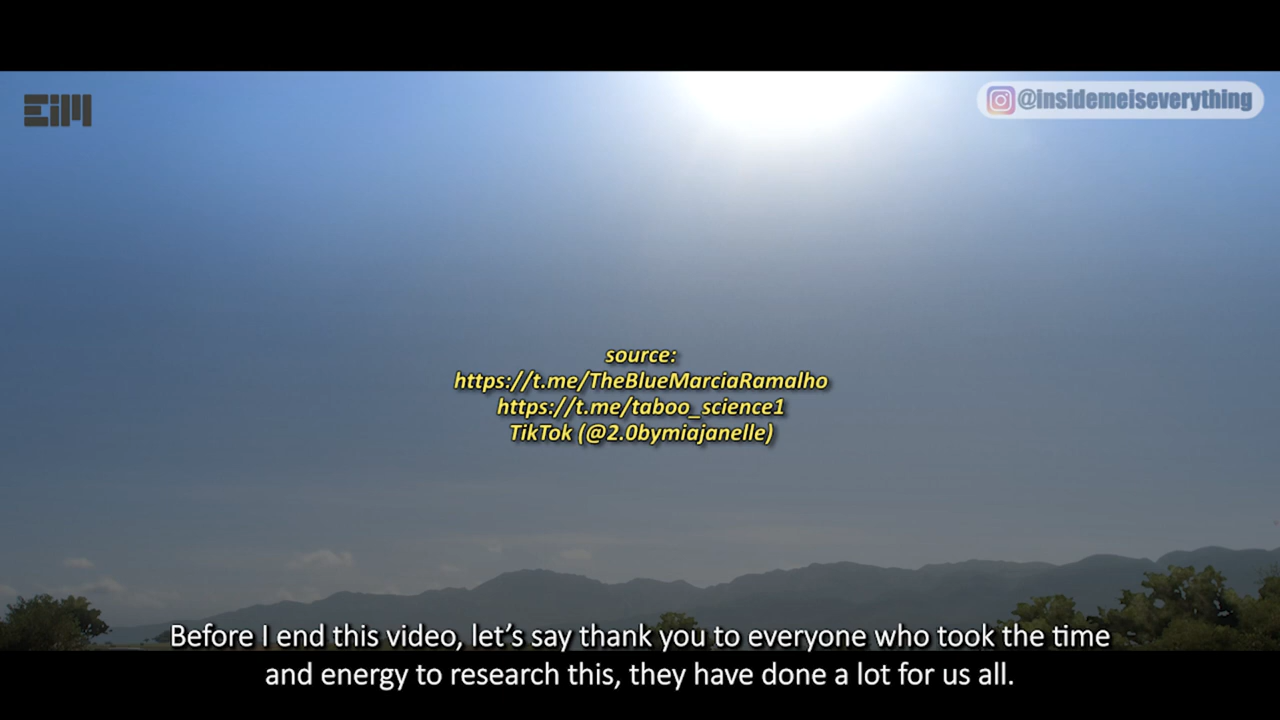 EiM
@insidemeiseverything
source:
https://t.me/TheBlueMarciaRamalho
https://t.me/taboo_science1
TikTok (@2.0bymiajanelle)
Before I end this video, let’s say thank you to everyone who took the time
and energy to research this, they have done a lot for us all.